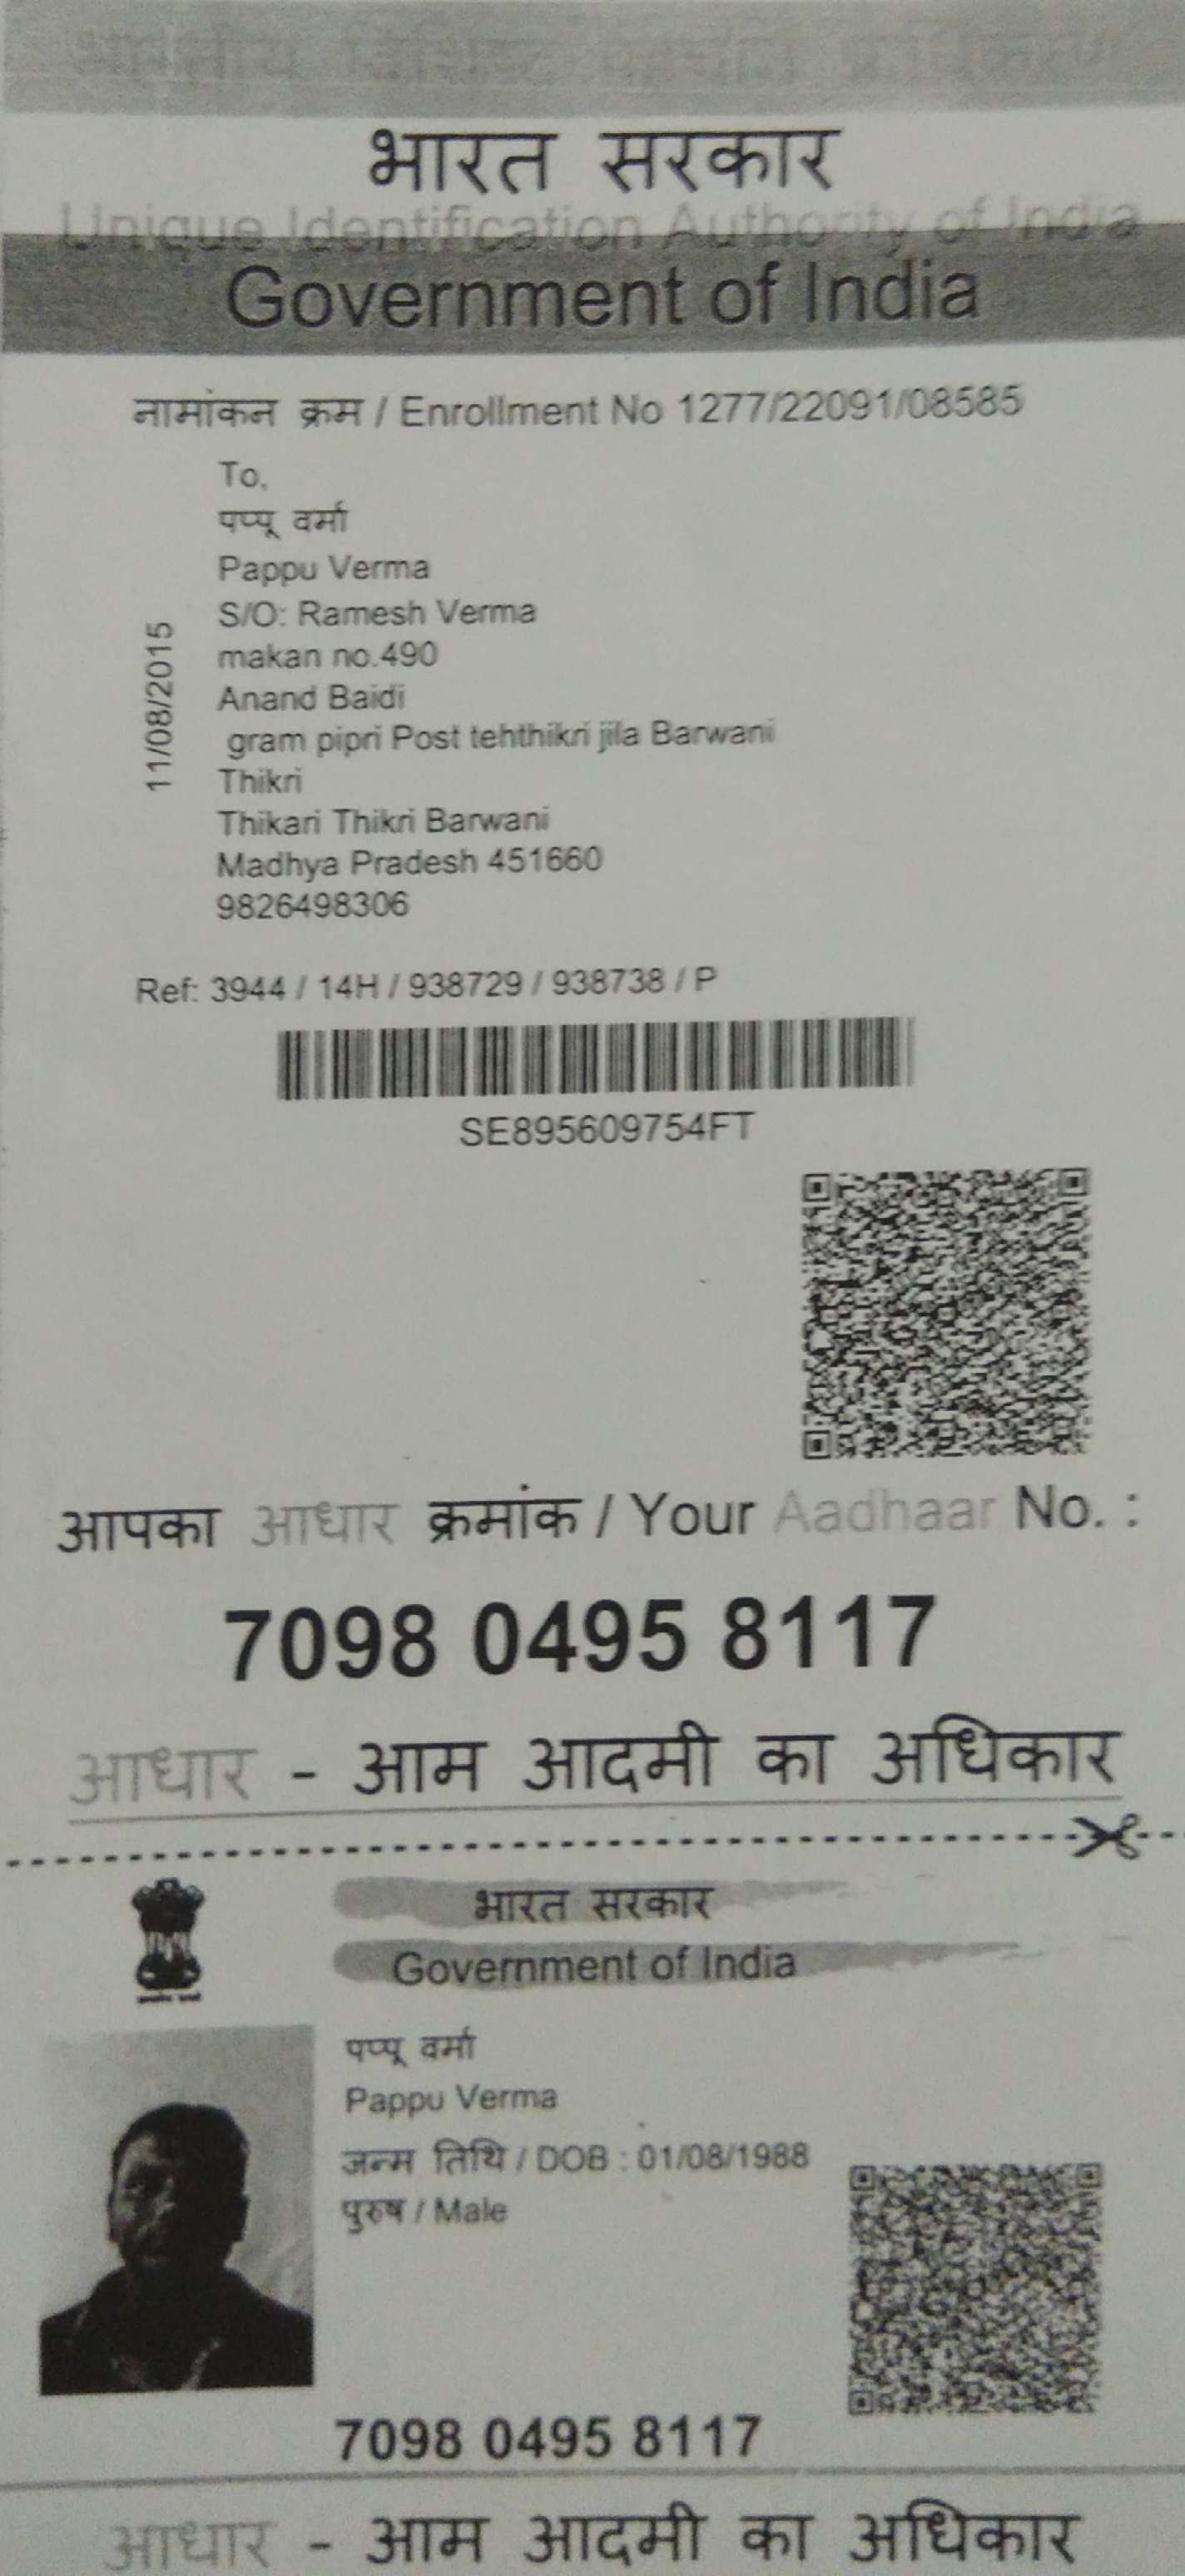 भारतीय विशिष्ट पहचान प्राधिकरण
भारत सरकार
Unique Identification Authority of India
Government of India
नामांकन क्रम / Enrollment No 1277/22091/08585
To,
पप्पू वर्मा
Pappu Verma
S/O: Ramesh Verma
makan no.490
Anand Baidi
gram pipri Post tehthikri jila Barwani
Thikri
Thikari Thikri Barwani
Madhya Pradesh 451660
9826498306
11/08/2015
Ref: 3944 / 14H / 938729 / 938738 / P
SE895609754FT
आपका आधार क्रमांक / Your Aadhaar No. :
7098 0495 8117
आधार - आम आदमी का अधिकार
भारत सरकार
Government of India
पप्पू वर्मा
Pappu Verma
जन्म तिथि / DOB : 01/08/1988
पुरुष / Male
7098 0495 8117
आधार - आम आदमी का अधिकार